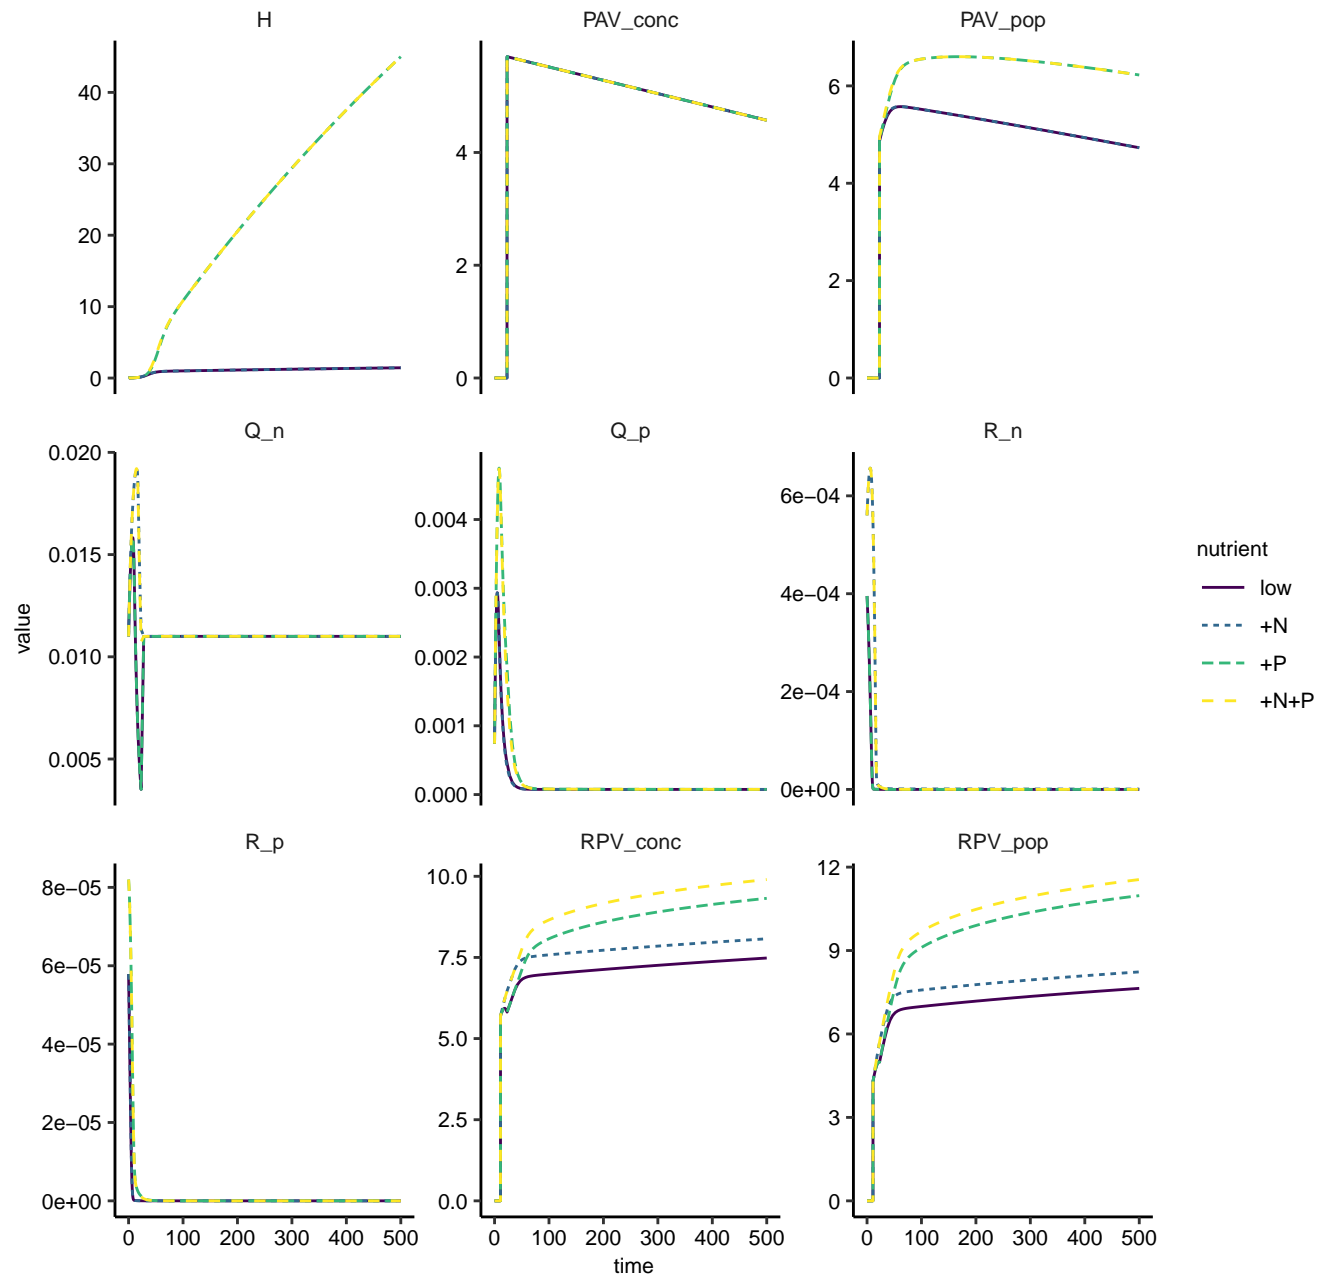 H
PAV_conc
PAV_pop
40
30
20
10
0
4
2
0
6
4
2
0
Q_n
Q_p
R_n
0.020
0.015
0.010
0.005
0.004
0.003
0.002
0.001
0.000
6e−04
4e−04
2e−04
0e+00
R_p
RPV_conc
RPV_pop
8e−05
6e−05
4e−05
2e−05
0e+00
10.0
7.5
5.0
2.5
0.0
12
9
6
3
0
0 100 200 300 400 500
0 100 200 300 400 500
0 100 200 300 400 500
time
value
nutrient
low
+N
+P
+N+P